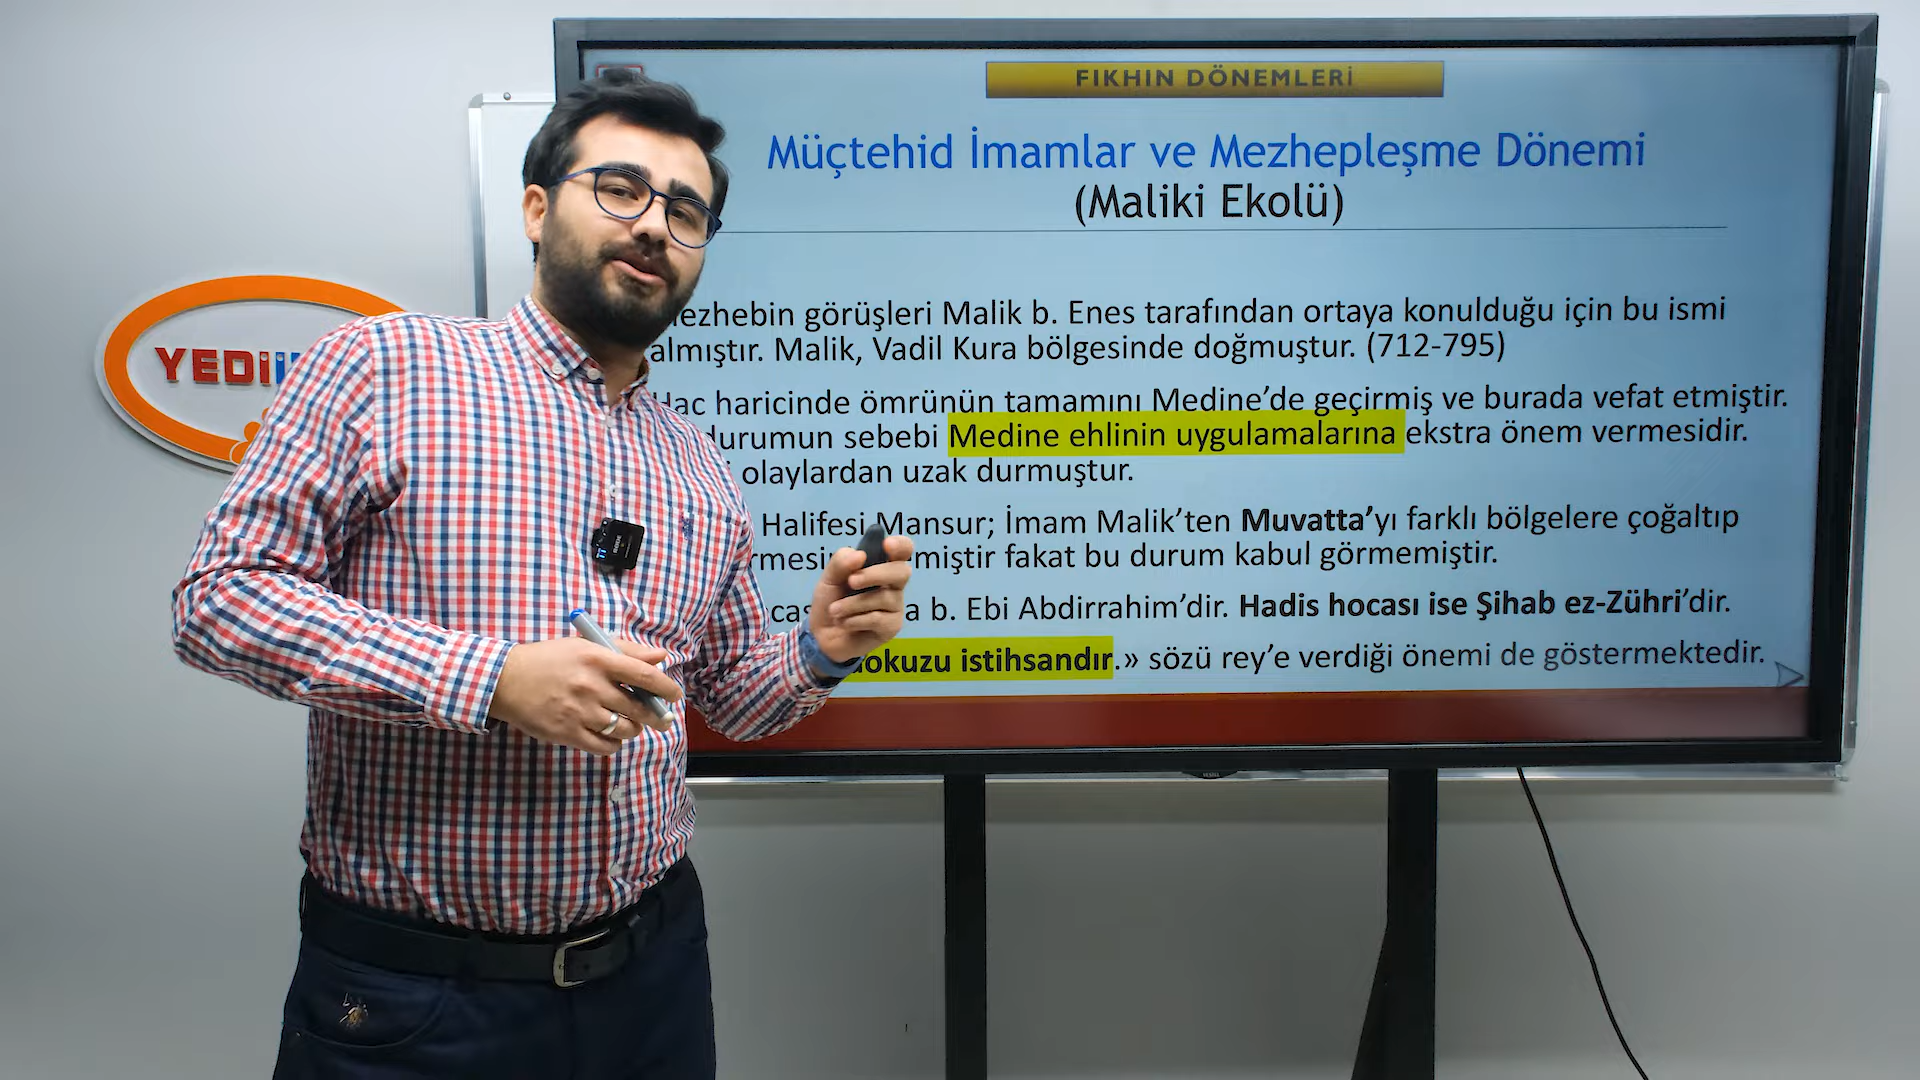 FIKHIN DÖNEMLERİ
Müçtehid İmamlar ve Mezhepleşme Dönemi
(Maliki Ekolü)
YEDİ
görüşleri Malik b. Enes tarafından ortaya konulduğu için bu ismi
almıştır. Malik, Vadil Kura bölgesinde doğmuştur. (712-795)
Hac haricinde ömrünün tamamını Medine’de geçirmiş ve burada vefat etmiştir.
durumun sebebi Medine ehlinin uygulamalarına ekstra önem vermesidir.
olaylardan uzak durmuştur.
Halifesi Mansur; İmam Malik’ten Muvatta’yı farklı bölgelere çoğaltıp
fakat bu durum kabul görmemiştir.
b. Ebi Abdirrahim’dir. Hadis hocası ise Şihab ez-Zühri’dir.
dokuzu istihsandır.» sözü rey’e verdiği önemi de göstermektedir.